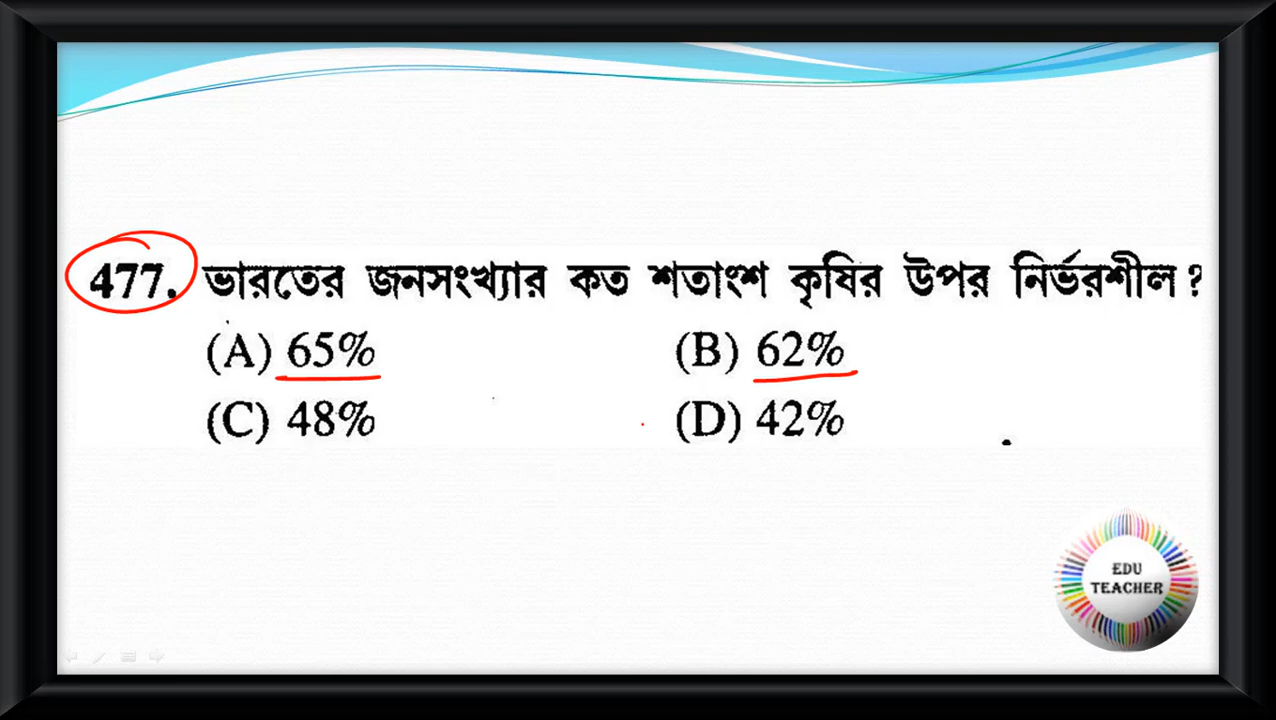 477. ভারতের জনসংখ্যার কত শতাংশ কৃষির উপর নির্ভরশীল ?
(A) 65% (B) 62%
(C) 48% (D) 42%
EDU
TEACHER